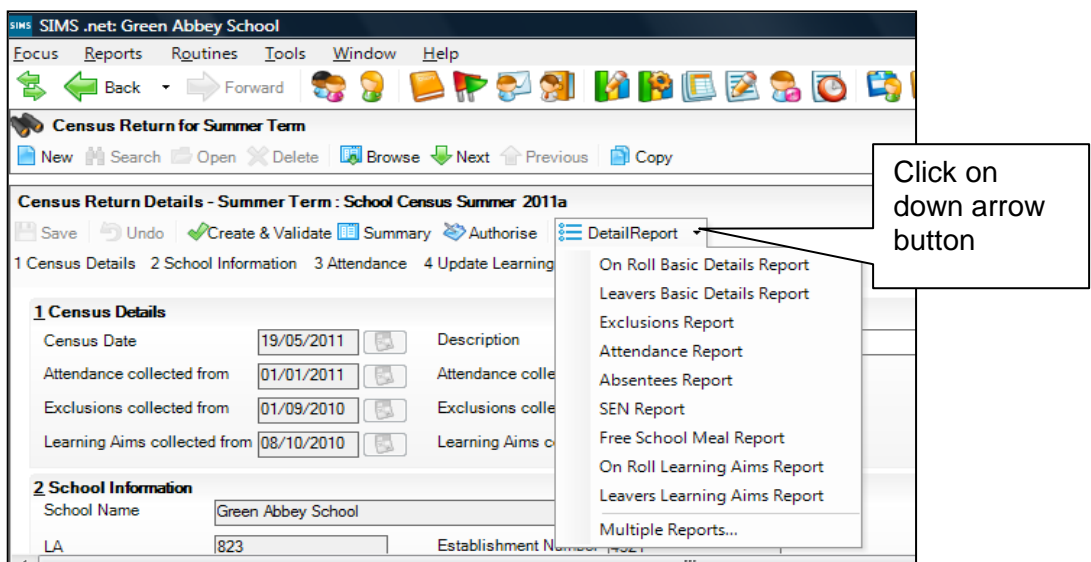 SIMS SIMS .net: Green Abbey School
Focus Reports Routines Tools Window Help
Back Forward
Census Return for Summer Term
New Search Open Delete Browse Next Previous Copy
Click on
down arrow
button
Census Return Details - Summer Term : School Census Summer 2011a
Save Undo Create & Validate Summary Authorise DetailReport
1 Census Details 2 School Information 3 Attendance 4 Update Learning
On Roll Basic Details Report
Leavers Basic Details Report
Exclusions Report
Attendance Report
Absentees Report
SEN Report
Free School Meal Report
On Roll Learning Aims Report
Leavers Learning Aims Report
Multiple Reports...
1 Census Details
Census Date 19/05/2011 Description
Attendance collected from 01/01/2011 Attendance colle
Exclusions collected from 01/09/2010 Exclusions colle
Learning Aims collected from 08/10/2010 Learning Aims c
2 School Information
School Name Green Abbey School
LA 823 Establishment